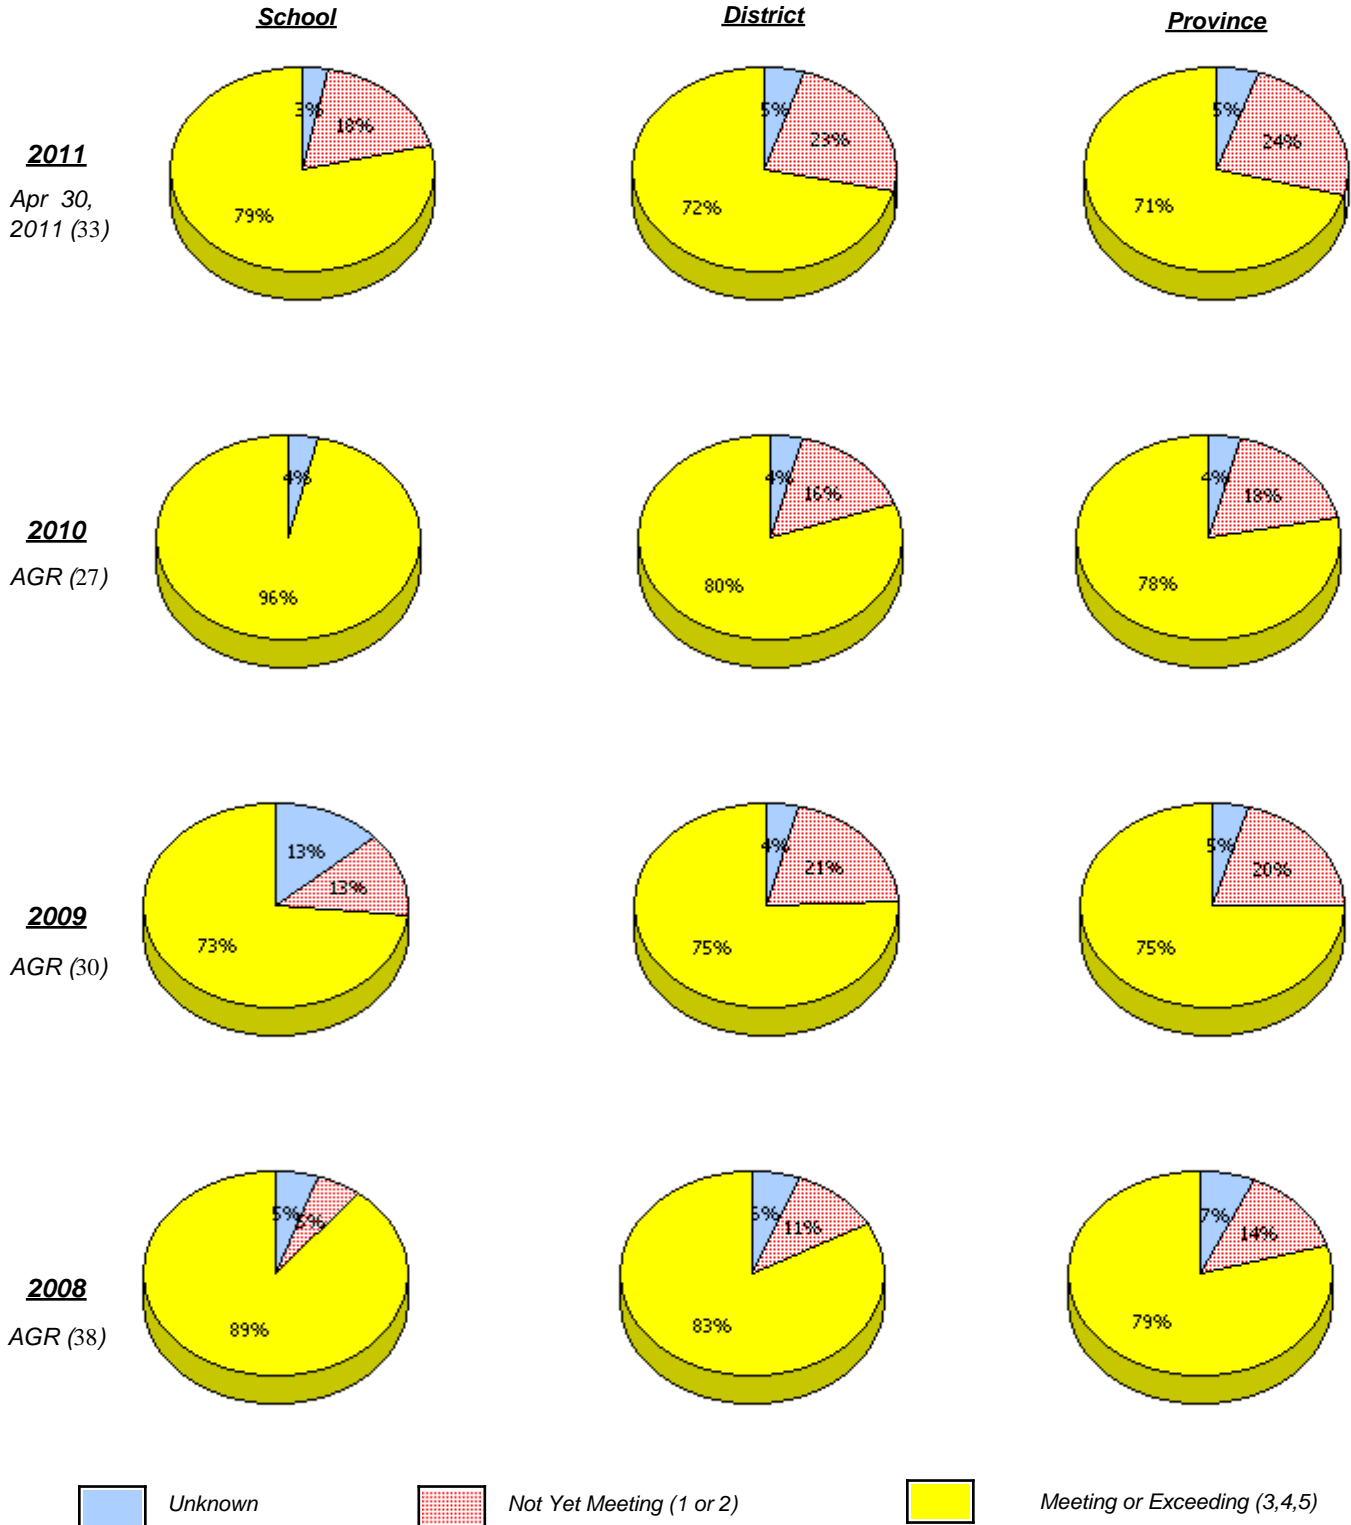 School District Province
2011
Apr 30,
2011 (33)
3% 18% 79%
5% 23% 72%
5% 24% 71%
2010
AGR (27)
4% 96%
4% 16% 80%
4% 18% 78%
2009
AGR (30)
13% 13% 73%
4% 21% 75%
5% 20% 75%
2008
AGR (38)
5% 5% 89%
11% 83%
7% 14% 79%
Unknown Not Yet Meeting (1 or 2) Meeting or Exceeding (3,4,5)